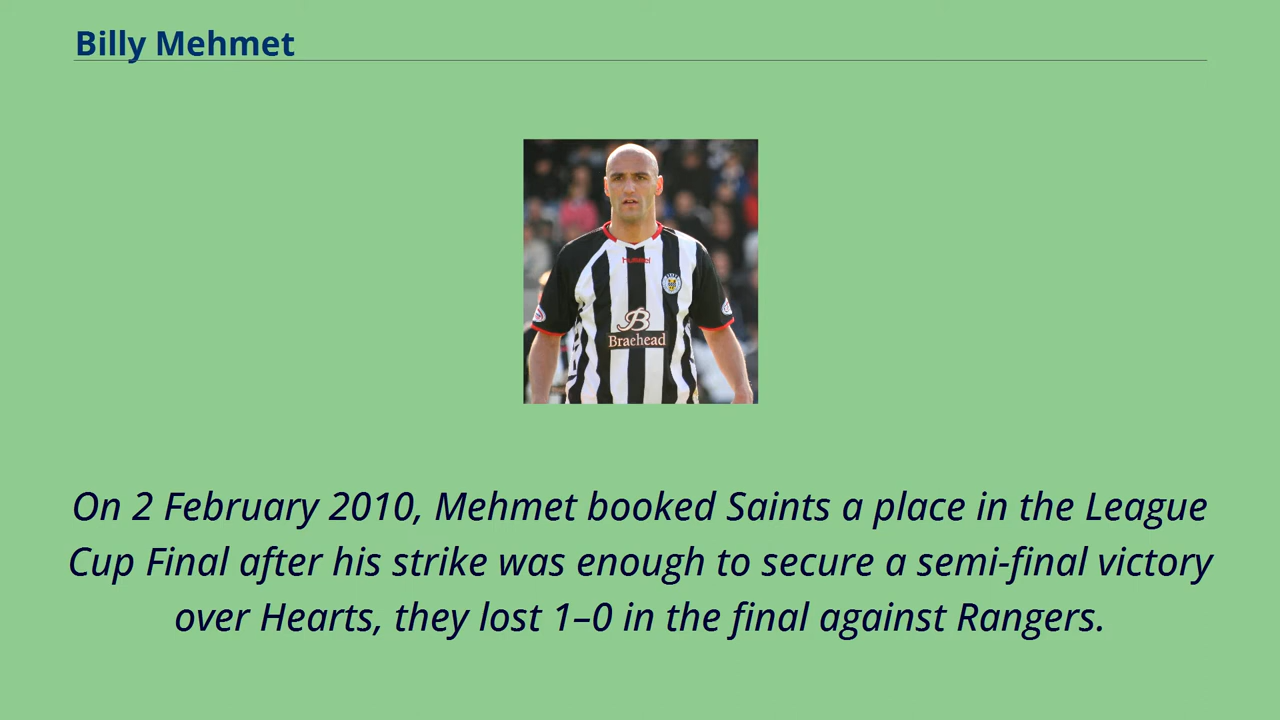 Billy Mehmet
hummel
B
Braehead
On 2 February 2010, Mehmet booked Saints a place in the League
Cup Final after his strike was enough to secure a semi-final victory
over Hearts, they lost 1–0 in the final against Rangers.